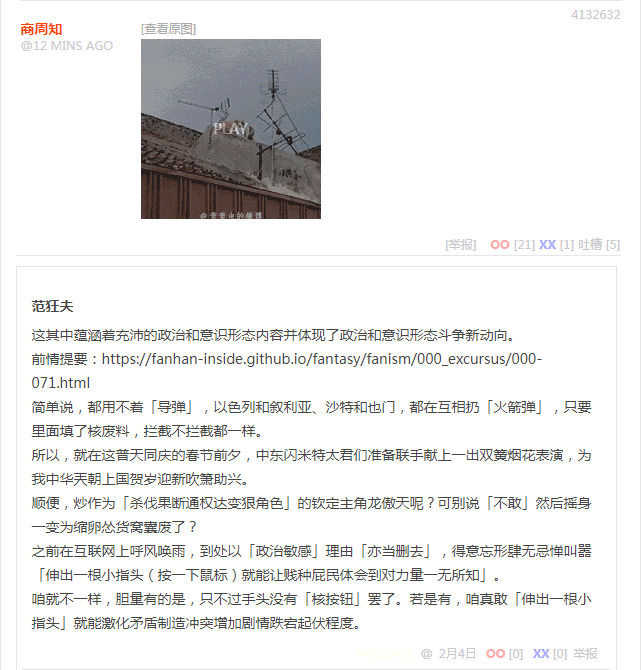 4132632
商周知
[查看原图]
@12 MINS AGO
PLAY
[举报] OO [21] XX [1] 吐槽 [5]
范狂夫
这其中蕴涵着充沛的政治和意识形态内容并体现了政治和意识形态斗争新动向。
前情提要：https://fanhan-inside.github.io/fantasy/fanism/000_excursus/000-
071.html
简单说，都用不着「导弹」，以色列和叙利亚、沙特和也门，都在互相扔「火箭弹」，只要
里面填了核废料，拦截不拦截都一样。
所以，就在这普天同庆的春节前夕，中东闪米特太君们准备联手献上一出双簧烟花表演，为
我中华天朝上国贺岁迎新吹箫助兴。
顺便，炒作为「杀伐果断通权达变狠角色」的钦定主角龙傲天呢？可别说「不敢」然后摇身
一变为缩卵怂货窝囊废了？
之前在互联网上呼风唤雨，到处以「政治敏感」理由「亦当删去」，得意忘形肆无忌惮叫嚣
「伸出一根小指头（按一下鼠标）就能让贱种屁民体会到对力量一无所知」。
咱就不一样，胆量有的是，只不过手头没有「核按钮」罢了。若是有，咱真敢「伸出一根小
指头」就能激化矛盾制造冲突增加剧情跌宕起伏程度。
@ 2月4日 OO [0] XX [0] 举报